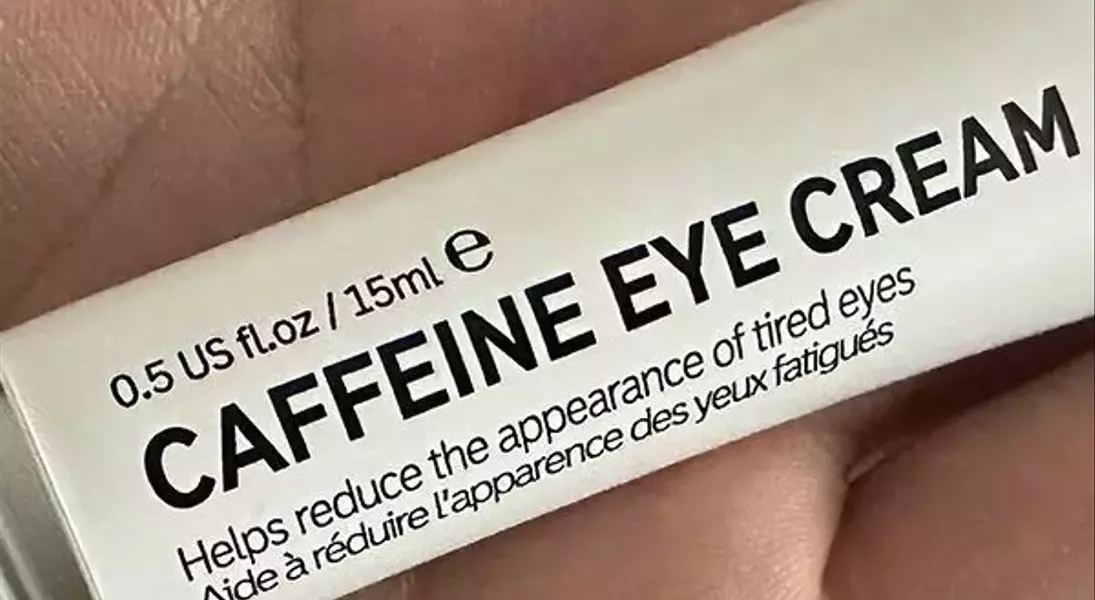 0.5 US fl.oz / 15ml ℮
CAFFEINE EYE CREAM
Helps reduce the appearance of tired eyes
Aide à réduire l'apparence des yeux fatigués